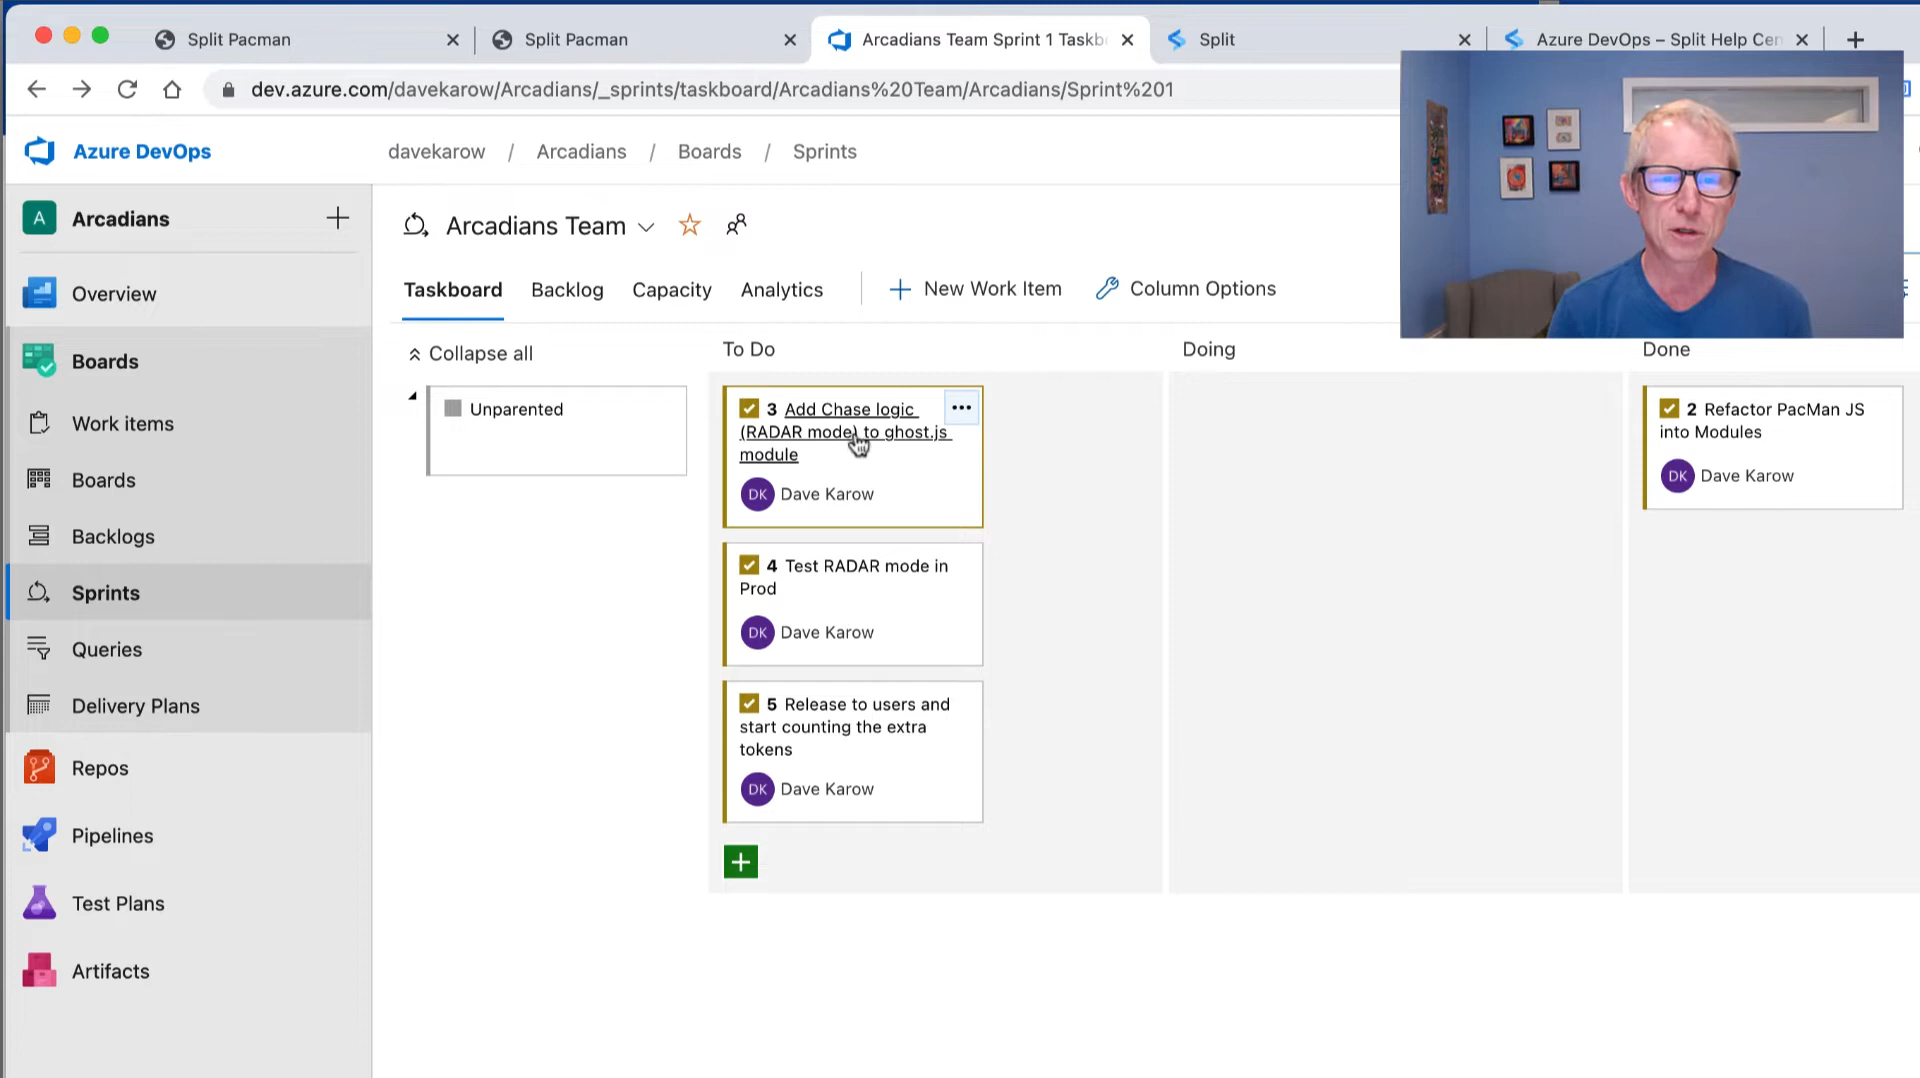 Split Pacman
Split Pacman
Arcadians Team Sprint 1 Taskb
Split
Azure DevOps – Split Help Cen
dev.azure.com/davekarow/Arcadians/_sprints/taskboard/Arcadians%20Team/Arcadians/Sprint%201
Azure DevOps
davekarow / Arcadians / Boards / Sprints
A Arcadians
Overview
Boards
Work items
Boards
Backlogs
Sprints
Queries
Delivery Plans
Repos
Pipelines
Test Plans
Artifacts
Arcadians Team
Taskboard Backlog Capacity Analytics New Work Item Column Options
Collapse all
To Do
Doing
Done
Unparented
3 Add Chase logic
(RADAR mode) to ghost.js
module
DK Dave Karow
4 Test RADAR mode in
Prod
DK Dave Karow
5 Release to users and
start counting the extra
tokens
DK Dave Karow
2 Refactor PacMan JS
into Modules
DK Dave Karow